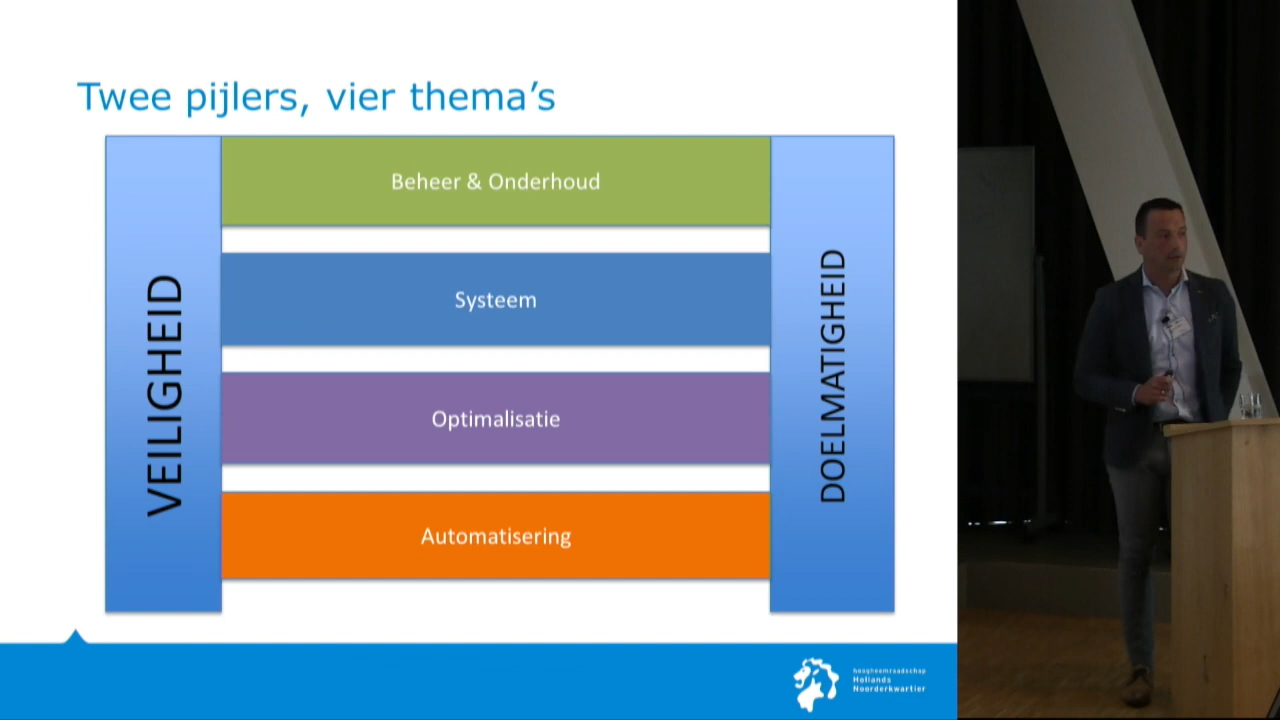 Twee pijlers, vier thema's
VEILIGHEID
Beheer & Onderhoud
Systeem
Optimalisatie
Automatisering
DOELMATIGHEID
hoogheemraadschap
Hollands
Noorderkwartier